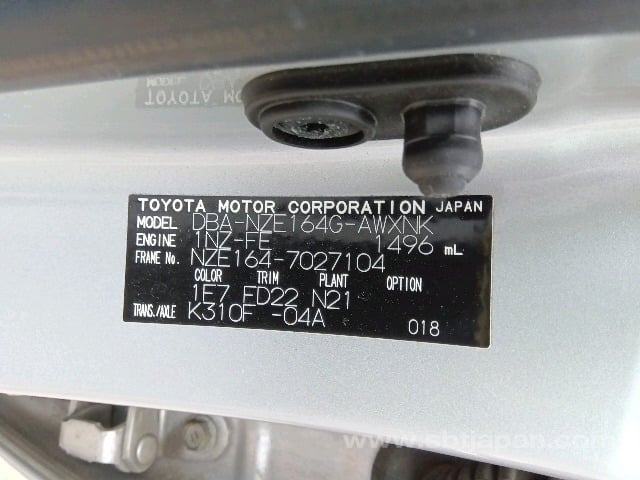 TOYOTA MOTOR CORPORATION JAPAN
MODEL DBA-NZE164G-AWXNK
ENGINE 1NZ-FE 1496 mL
FRAME No. NZE164-7027104
COLOR TRIM PLANT OPTION
1F7 FD22 N21
TRANS./AXLE K310F -04A
018
www.sbtjapan.com